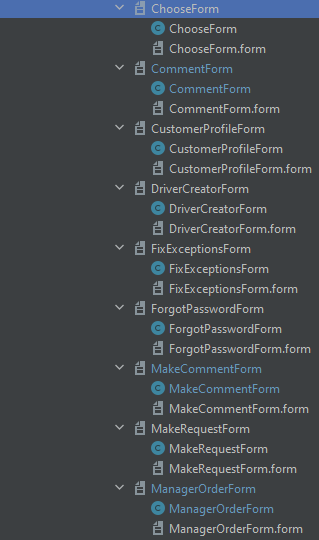 ChooseForm
ChooseForm
ChooseForm.form
CommentForm
CommentForm
CommentForm.form
CustomerProfileForm
CustomerProfileForm
CustomerProfileForm.form
DriverCreatorForm
DriverCreatorForm
DriverCreatorForm.form
FixExceptionsForm
FixExceptionsForm
FixExceptionsForm.form
ForgotPasswordForm
ForgotPasswordForm
ForgotPasswordForm.form
MakeCommentForm
MakeCommentForm
MakeCommentForm.form
MakeRequestForm
MakeRequestForm
MakeRequestForm.form
ManagerOrderForm
ManagerOrderForm
ManagerOrderForm.form